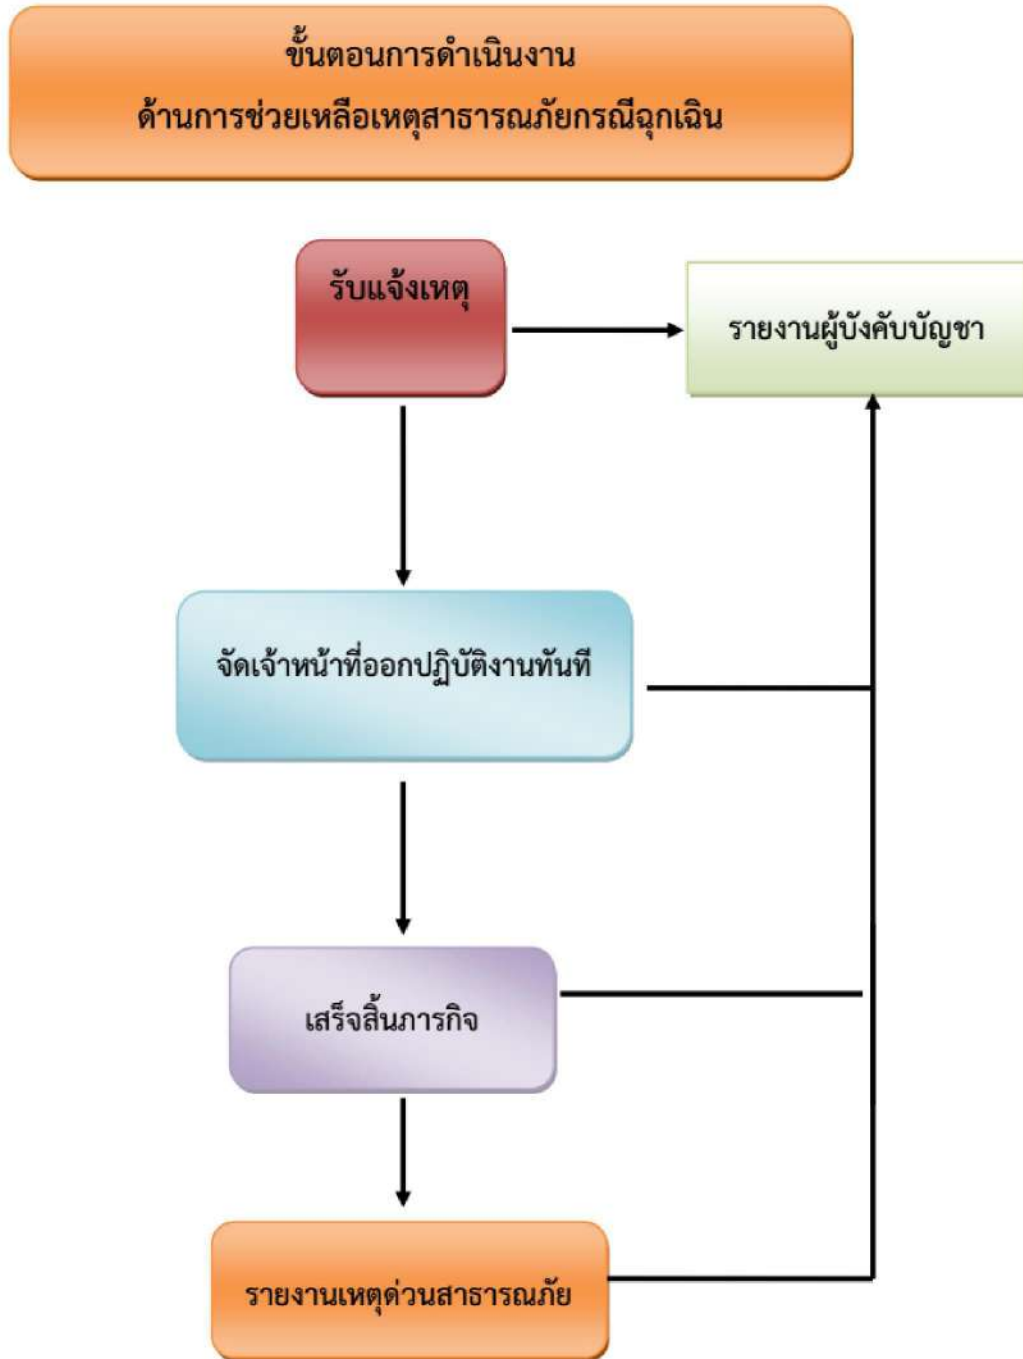 ขั้นตอนการดำเนินงาน
ด้านการช่วยเหลือเหตุสาธารณภัยกรณีฉุกเฉิน
รับแจ้งเหตุ
รายงานผู้บังคับบัญชา
จัดเจ้าหน้าที่ออกปฏิบัติงานทันที
เสร็จสิ้นภารกิจ
รายงานเหตุด่วนสาธารณภัย